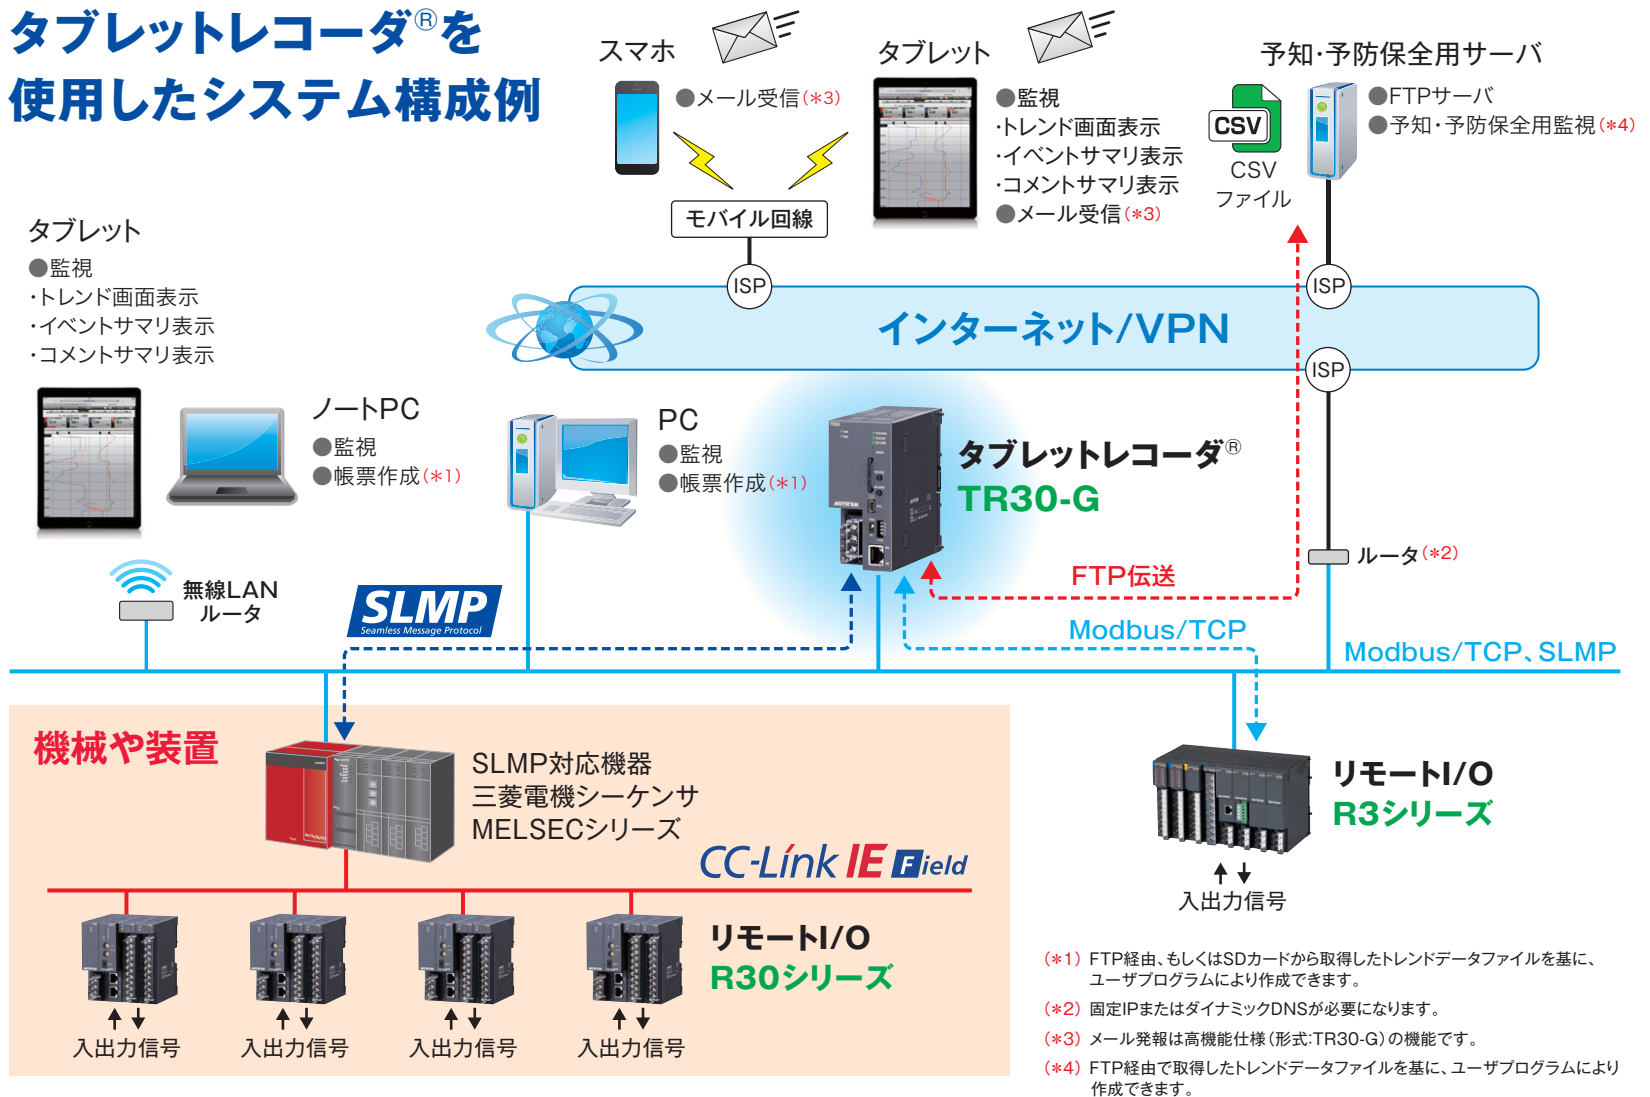 タブレットレコーダ®を
使用したシステム構成例
スマホ
●メール受信(*3)
タブレット
●監視
・トレンド画面表示
・イベントサマリ表示
・コメントサマリ表示
●メール受信(*3)
予知・予防保全用サーバ
●FTPサーバ
●予知・予防保全用監視(*4)
CSV
CSV
ファイル
モバイル回線
ISP
ISP
インターネット/VPN
ISP
タブレット
●監視
・トレンド画面表示
・イベントサマリ表示
・コメントサマリ表示
ノートPC
●監視
●帳票作成(*1)
PC
●監視
●帳票作成(*1)
タブレットレコーダ®
TR30-G
ルータ(*2)
無線LAN
ルータ
SLMP
Seamless Message Protocol
FTP伝送
Modbus/TCP
Modbus/TCP、SLMP
機械や装置
SLMP対応機器
三菱電機シーケンサ
MELSECシリーズ
CC-Link IE Field
リモートI/O
R3シリーズ
入出力信号
リモートI/O
R30シリーズ
入出力信号
入出力信号
入出力信号
入出力信号
(*1) FTP経由、もしくはSDカードから取得したトレンドデータファイルを基に、
ユーザプログラムにより作成できます。
(*2) 固定IPまたはダイナミックDNSが必要になります。
(*3) メール発報は高機能仕様(形式:TR30-G)の機能です。
(*4) FTP経由で取得したトレンドデータファイルを基に、ユーザプログラムにより
作成できます。